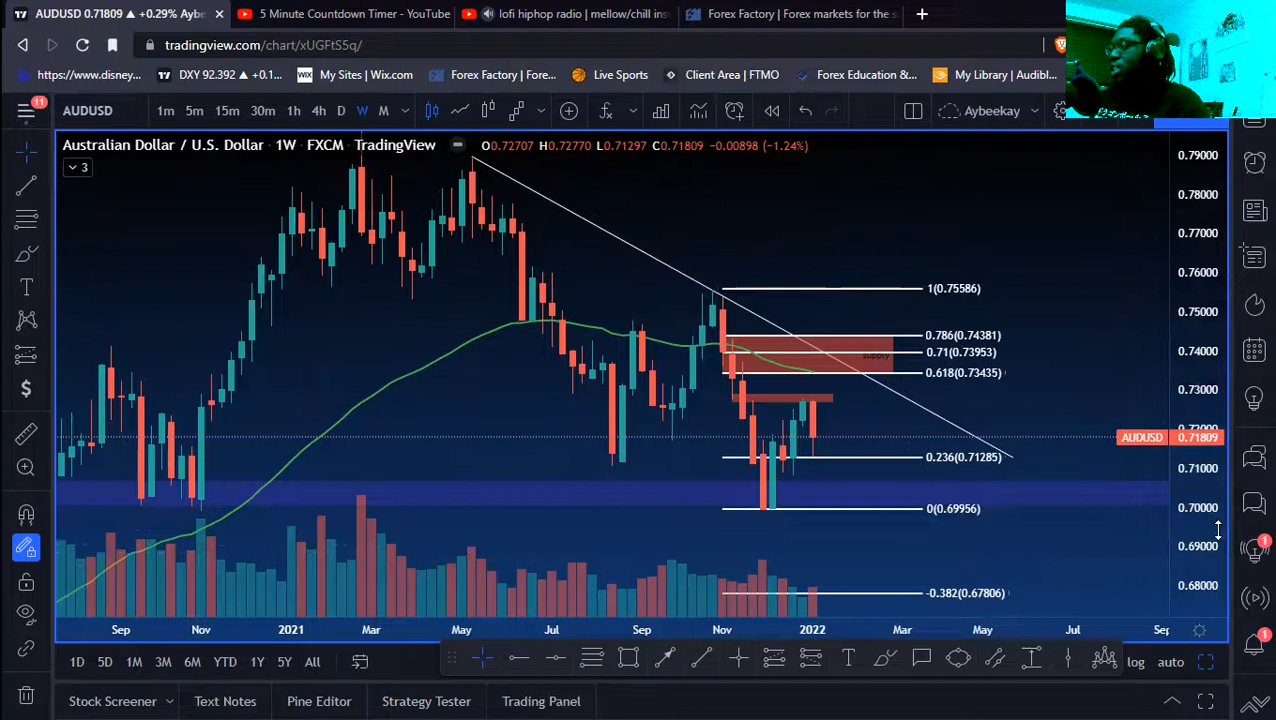 AUDUSD 0.71809 ▲ +0.29% Aybe
5 Minute Countdown Timer - YouTube
lofi hiphop radio | mellow/chill ins
Forex Factory | Forex markets for the s
tradingview.com/chart/xUGFtS5q/
https://www.disney...
DXY 92.392 ▲ +0.1...
My Sites | Wix.com
Forex Factory | Fore...
Live Sports
Client Area | FTMO
Forex Education &...
My Library | Audibl...
11
AUDUSD
1m
5m
15m
30m
1h
4h
D
W
M
Aybeekay
Australian Dollar / U.S. Dollar · 1W · FXCM · TradingView
O0.72707 H0.72770 L0.71297 C0.71809 −0.00898 (−1.24%)
3
0.79000
0.78000
0.77000
0.76000
0.75000
0.74000
0.73000
0.72000
0.71000
0.70000
0.69000
0.68000
1(0.75586)
0.786(0.74381)
supply
0.71(0.73953)
0.618(0.73435)
AUDUSD 0.71809
0.236(0.71285)
0(0.69956)
-0.382(0.67806)
1
1
Sep
Nov
2021
Mar
May
Jul
Sep
Nov
2022
Mar
May
Jul
Sep
1D
5D
1M
3M
6M
YTD
1Y
5Y
All
log
auto
Stock Screener
Text Notes
Pine Editor
Strategy Tester
Trading Panel